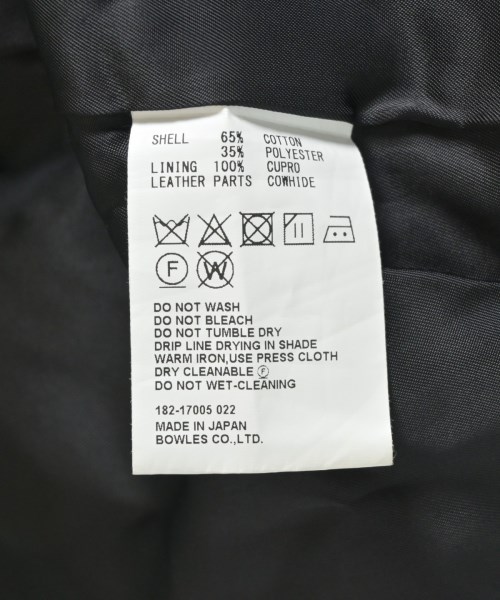 SHELL 65% COTTON
35% POLYESTER
LINING 100% CUPRO
LEATHER PARTS COWHIDE
F W
DO NOT WASH
DO NOT BLEACH
DO NOT TUMBLE DRY
DRIP LINE DRYING IN SHADE
WARM IRON,USE PRESS CLOTH
DRY CLEANABLE Ⓕ
DO NOT WET-CLEANING
182-17005 022
MADE IN JAPAN
BOWLES CO.,LTD.